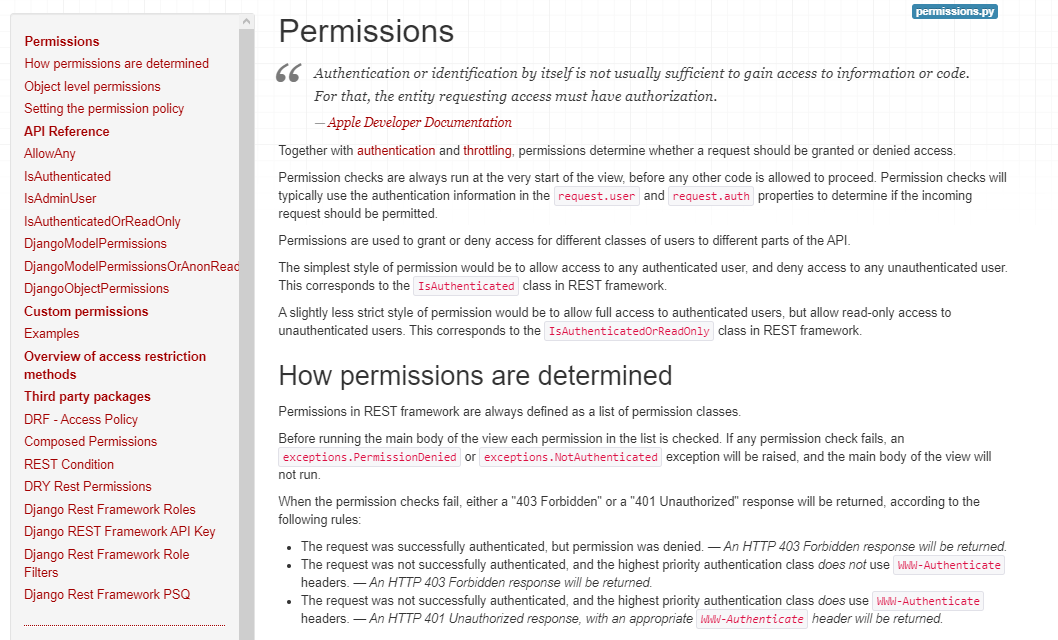 Permissions
How permissions are determined
Object level permissions
Setting the permission policy
API Reference
AllowAny
IsAuthenticated
IsAdminUser
IsAuthenticatedOrReadOnly
DjangoModelPermissions
DjangoModelPermissionsOrAnonRead
DjangoObjectPermissions
Custom permissions
Examples
Overview of access restriction
methods
Third party packages
DRF - Access Policy
Composed Permissions
REST Condition
DRY Rest Permissions
Django Rest Framework Roles
Django REST Framework API Key
Django Rest Framework Role
Filters
Django Rest Framework PSQ
permissions.py
Permissions
“ Authentication or identification by itself is not usually sufficient to gain access to information or code.
For that, the entity requesting access must have authorization.
— Apple Developer Documentation
Together with authentication and throttling, permissions determine whether a request should be granted or denied access.
Permission checks are always run at the very start of the view, before any other code is allowed to proceed. Permission checks will
typically use the authentication information in the request.user and request.auth properties to determine if the incoming
request should be permitted.
Permissions are used to grant or deny access for different classes of users to different parts of the API.
The simplest style of permission would be to allow access to any authenticated user, and deny access to any unauthenticated user.
This corresponds to the IsAuthenticated class in REST framework.
A slightly less strict style of permission would be to allow full access to authenticated users, but allow read-only access to
unauthenticated users. This corresponds to the IsAuthenticatedOrReadOnly class in REST framework.
How permissions are determined
Permissions in REST framework are always defined as a list of permission classes.
Before running the main body of the view each permission in the list is checked. If any permission check fails, an
exceptions.PermissionDenied or exceptions.NotAuthenticated exception will be raised, and the main body of the view will
not run.
When the permission checks fail, either a "403 Forbidden" or a "401 Unauthorized" response will be returned, according to the
following rules:
• The request was successfully authenticated, but permission was denied. — An HTTP 403 Forbidden response will be returned.
• The request was not successfully authenticated, and the highest priority authentication class does not use WWW-Authenticate
headers. — An HTTP 403 Forbidden response will be returned.
• The request was not successfully authenticated, and the highest priority authentication class does use WWW-Authenticate
headers. — An HTTP 401 Unauthorized response, with an appropriate WWW-Authenticate header will be returned.